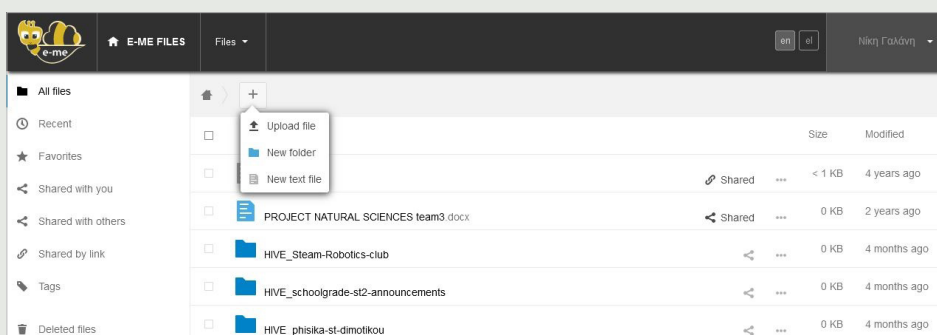 e-me
E-ME FILES
Files
en
el
Νίκη Γαλάνη
All files
Recent
Favorites
Shared with you
Shared with others
Shared by link
Tags
Deleted files
+
Upload file
New folder
New text file
Size Modified
Shared ... < 1 KB 4 years ago
PROJECT NATURAL SCIENCES team3.docx Shared ... 0 KB 2 years ago
HIVE_Steam-Robotics-club ... 0 KB 4 months ago
HIVE_schoolgrade-st2-announcements ... 0 KB 4 months ago
HIVE_phisika-st-dimotikou ... 0 KB 4 months ago